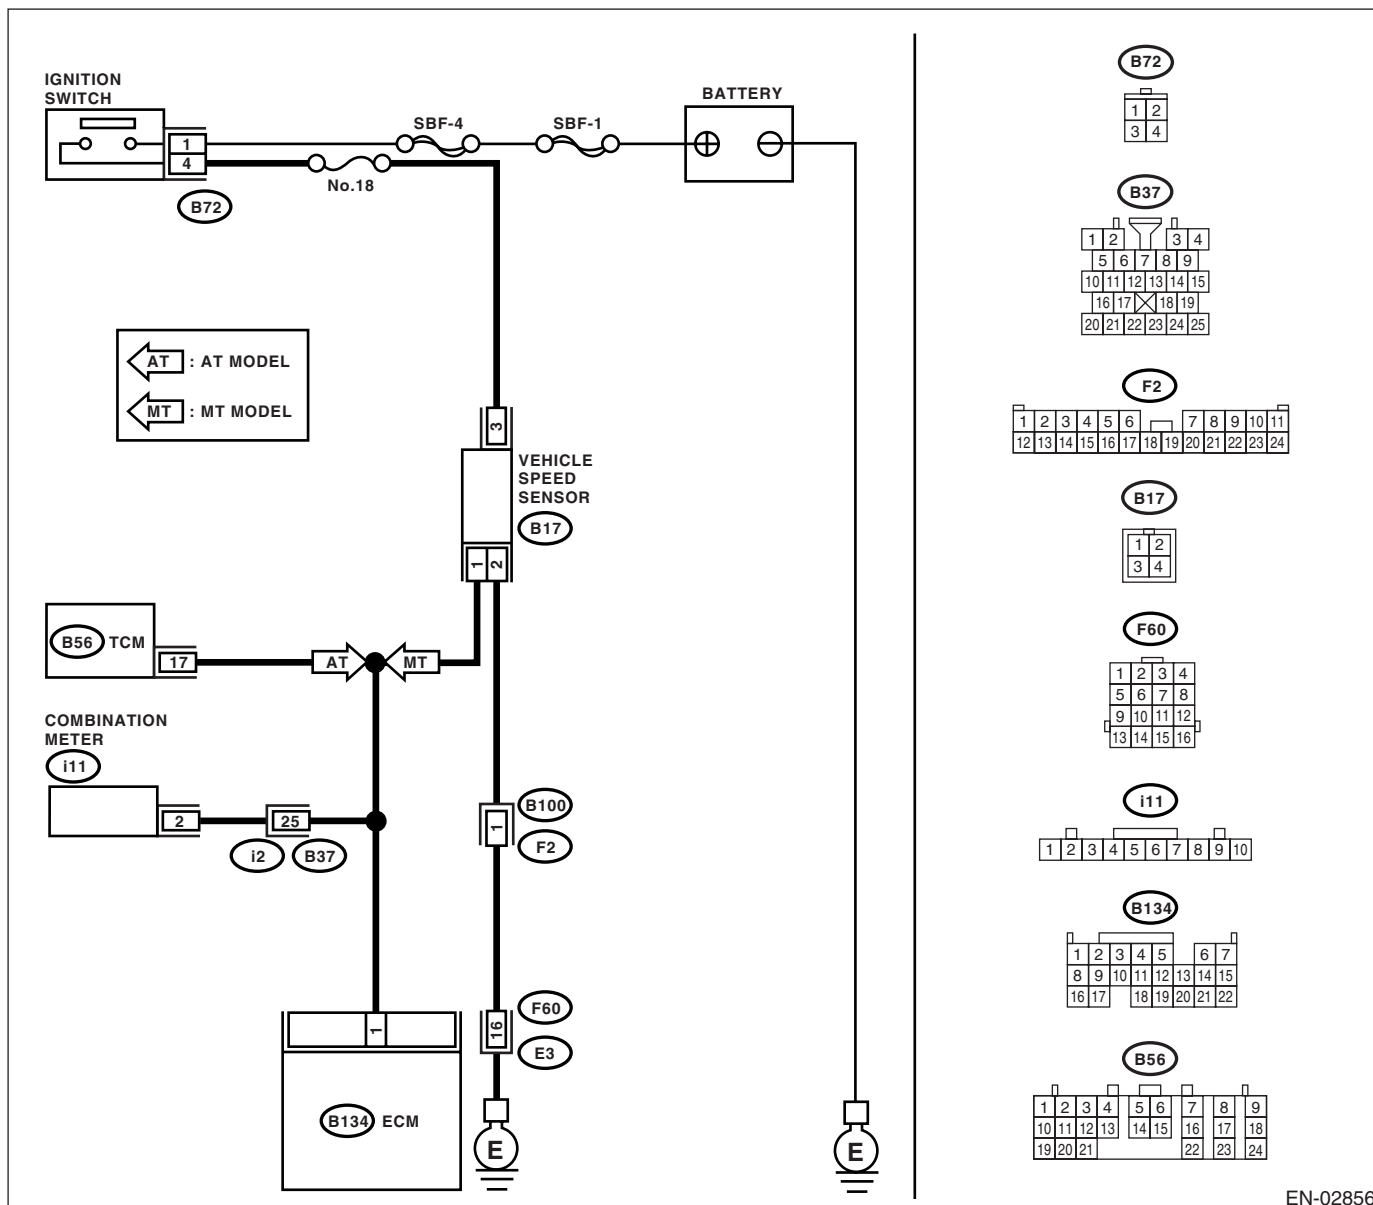 IGNITION
SWITCH
1
4
B72
SBF-4
SBF-1
BATTERY
No.18
AT : AT MODEL
MT : MT MODEL
3
VEHICLE
SPEED
SENSOR
B17
1 2
B56 TCM
17
AT
MT
COMBINATION
METER
i11
2
25
i2 B37
B100
1
F2
F60
16
E3
1
B134 ECM
E
E
B72
1 2
3 4
B37
1 2 3 4
5 6 7 8 9
10 11 12 13 14 15
16 17 18 19
20 21 22 23 24 25
F2
1 2 3 4 5 6 7 8 9 10 11
12 13 14 15 16 17 18 19 20 21 22 23 24
B17
1 2
3 4
F60
1 2 3 4
5 6 7 8
9 10 11 12
13 14 15 16
i11
1 2 3 4 5 6 7 8 9 10
B134
1 2 3 4 5 6 7
8 9 10 11 12 13 14 15
16 17 18 19 20 21 22
B56
1 2 3 4 5 6 7 8 9
10 11 12 13 14 15 16 17 18
19 20 21 22 23 24
EN-02856